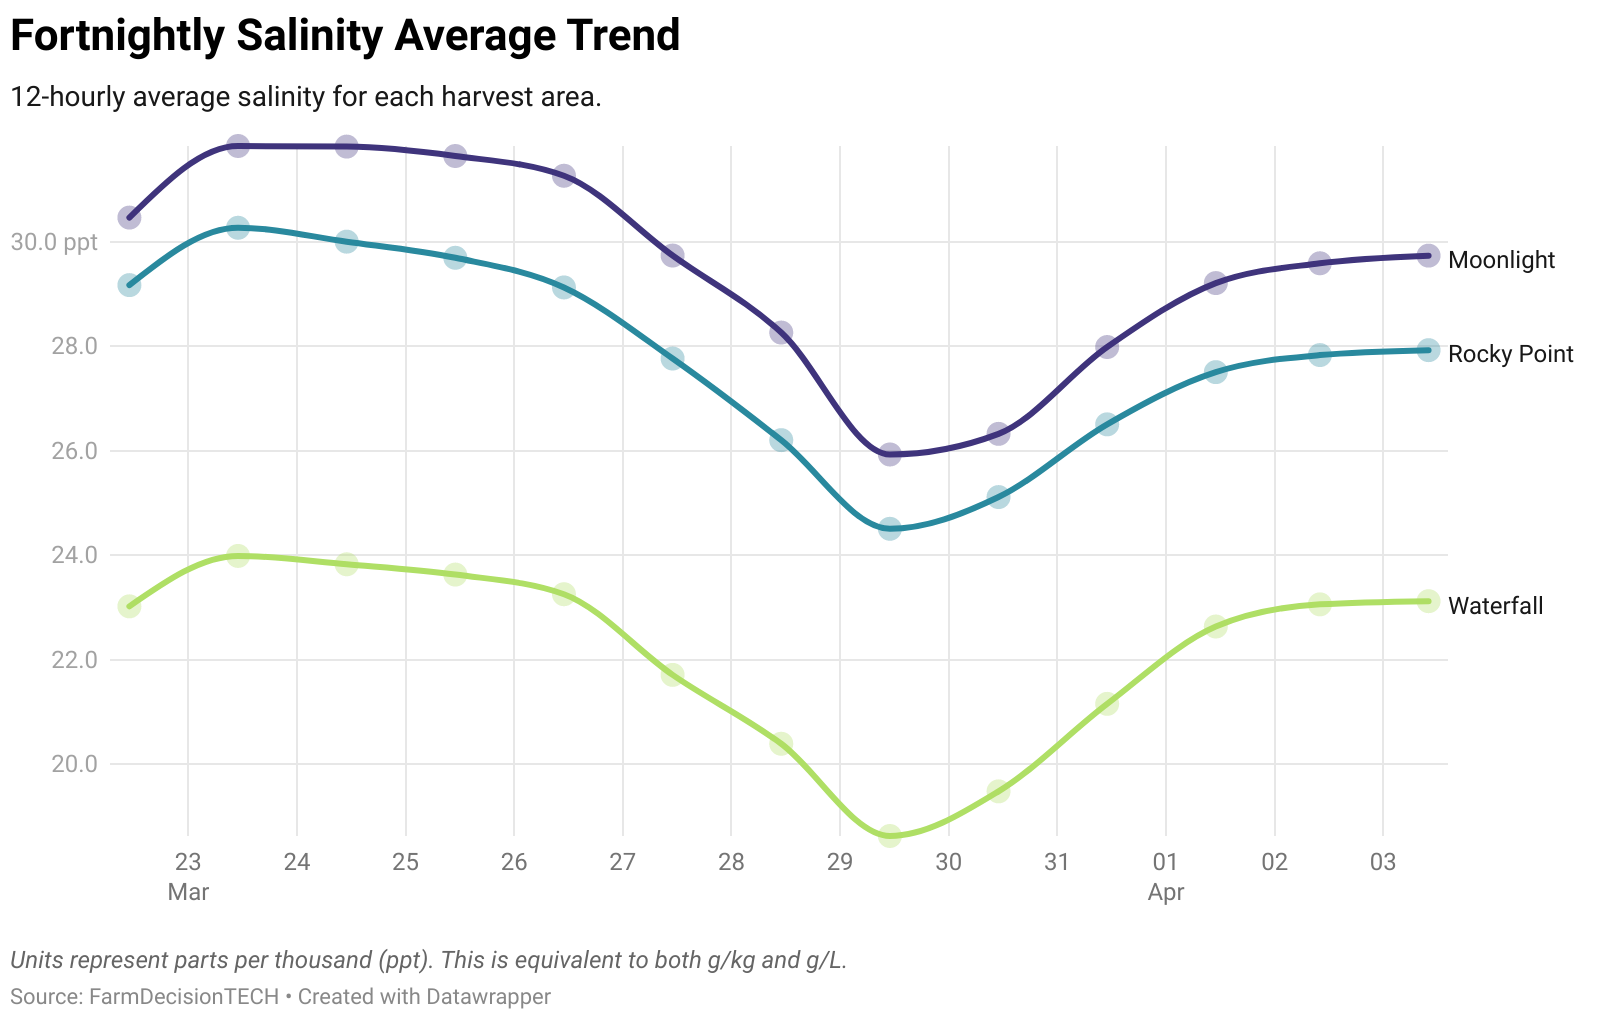 Fortnightly Salinity Average Trend
12-hourly average salinity for each harvest area.
30.0 ppt
Moonlight
28.0
Rocky Point
26.0
24.0
Waterfall
22.0
20.0
23 24 25 26 27 28 29 30 31 01 02 03
Mar Apr
Units represent parts per thousand (ppt). This is equivalent to both g/kg and g/L.
Source: FarmDecisionTECH • Created with Datawrapper